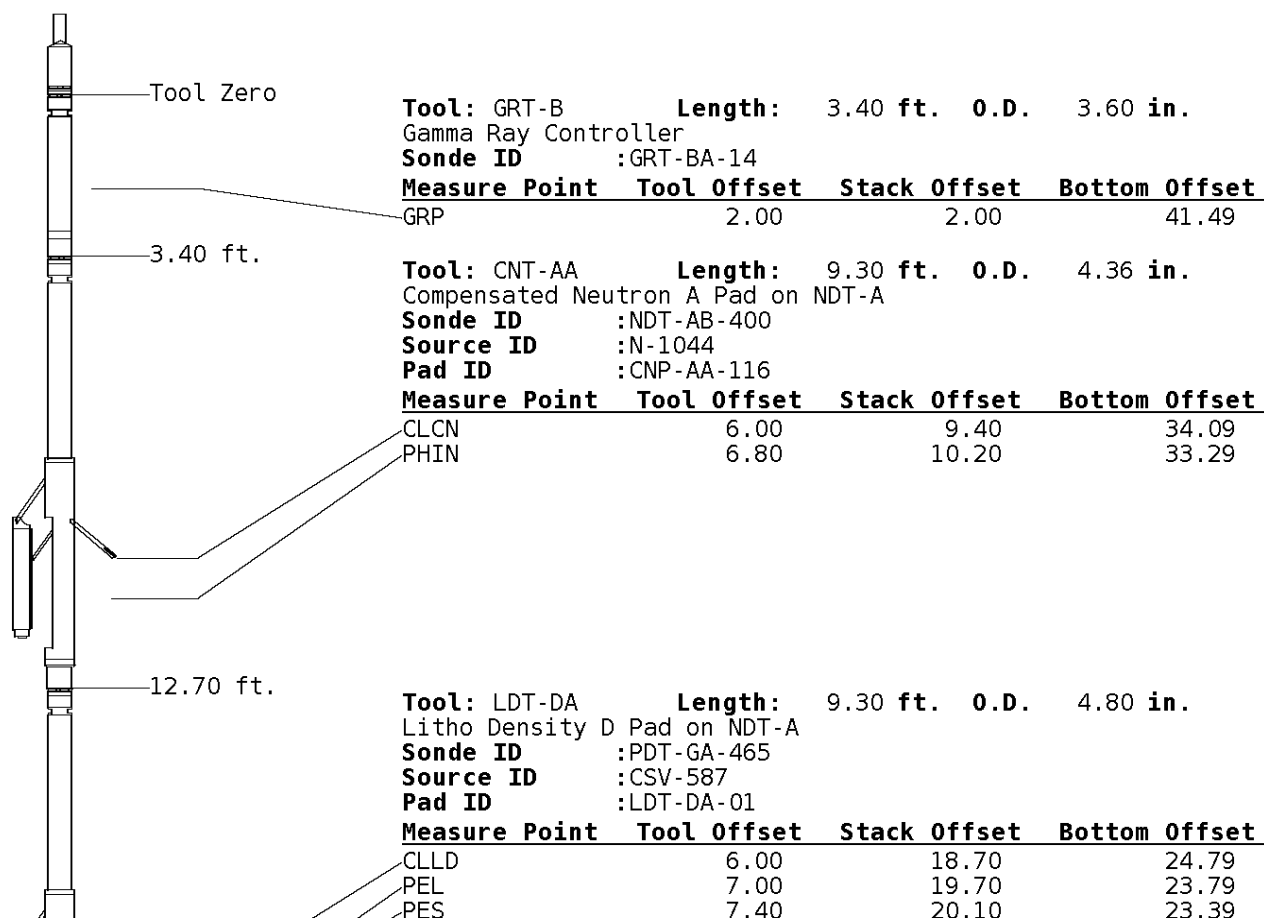 Tool Zero
Tool: GRT-B Length: 3.40 ft. O.D. 3.60 in.
Gamma Ray Controller
Sonde ID :GRT-BA-14
Measure Point Tool Offset Stack Offset Bottom Offset
GRP 2.00 2.00 41.49
3.40 ft.
Tool: CNT-AA Length: 9.30 ft. O.D. 4.36 in.
Compensated Neutron A Pad on NDT-A
Sonde ID :NDT-AB-400
Source ID :N-1044
Pad ID :CNP-AA-116
Measure Point Tool Offset Stack Offset Bottom Offset
CLCN 6.00 9.40 34.09
PHIN 6.80 10.20 33.29
12.70 ft.
Tool: LDT-DA Length: 9.30 ft. O.D. 4.80 in.
Litho Density D Pad on NDT-A
Sonde ID :PDT-GA-465
Source ID :CSV-587
Pad ID :LDT-DA-01
Measure Point Tool Offset Stack Offset Bottom Offset
CLLD 6.00 18.70 24.79
PEL 7.00 19.70 23.79
PES 7.40 20.10 23.39